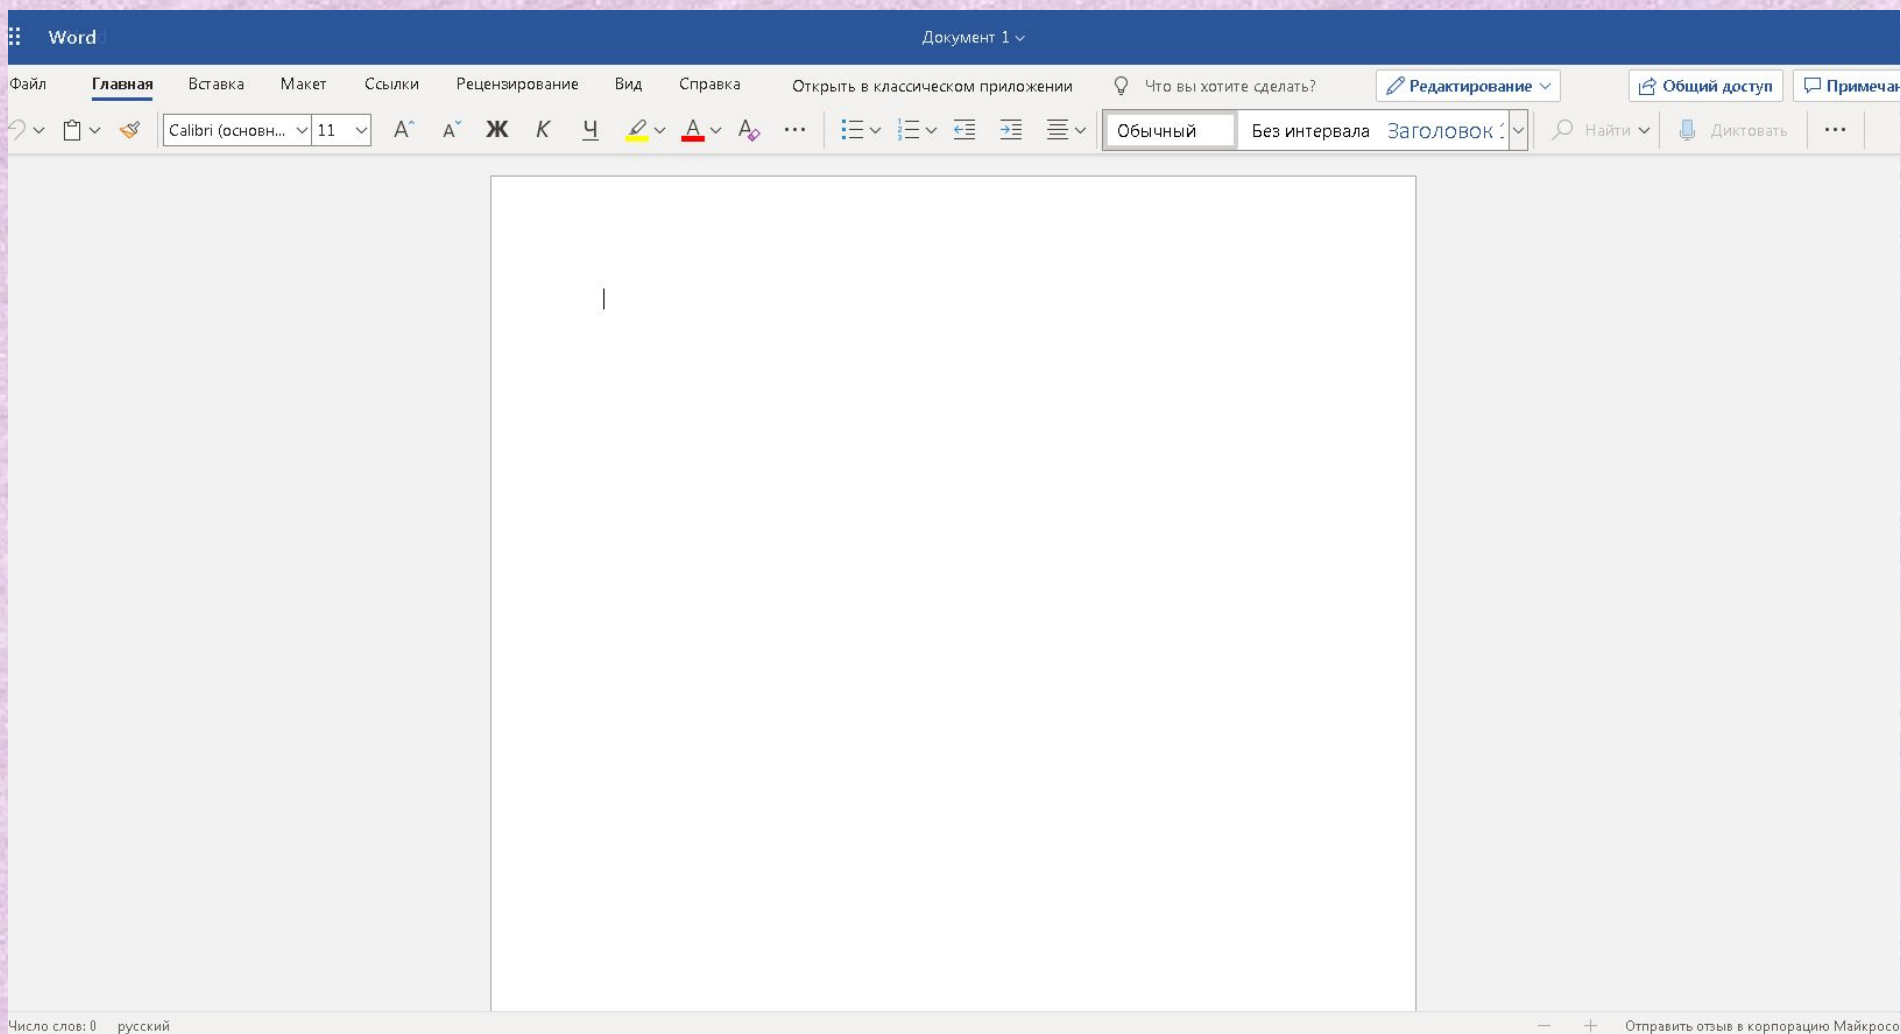 Word
Документ 1
Файл Главная Вставка Макет Ссылки Рецензирование Вид Справка Открыть в классическом приложении Что вы хотите сделать? Редактирование Общий доступ Примечан
Calibri (основн... 11 A A Ж К Ч A A ... Обычный Без интервала Заголовок Найти Диктовать ...
Число слов: 0 русский Отправить отзыв в корпорацию Майкросо